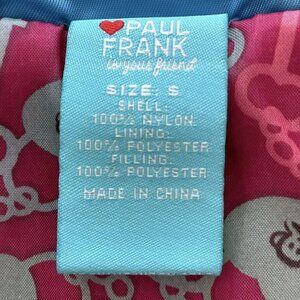 PAUL
FRANK
is your friend
SIZE: S
SHELL:
100% NYLON
LINING:
100% POLYESTER
FILLING:
100% POLYESTER
MADE IN CHINA